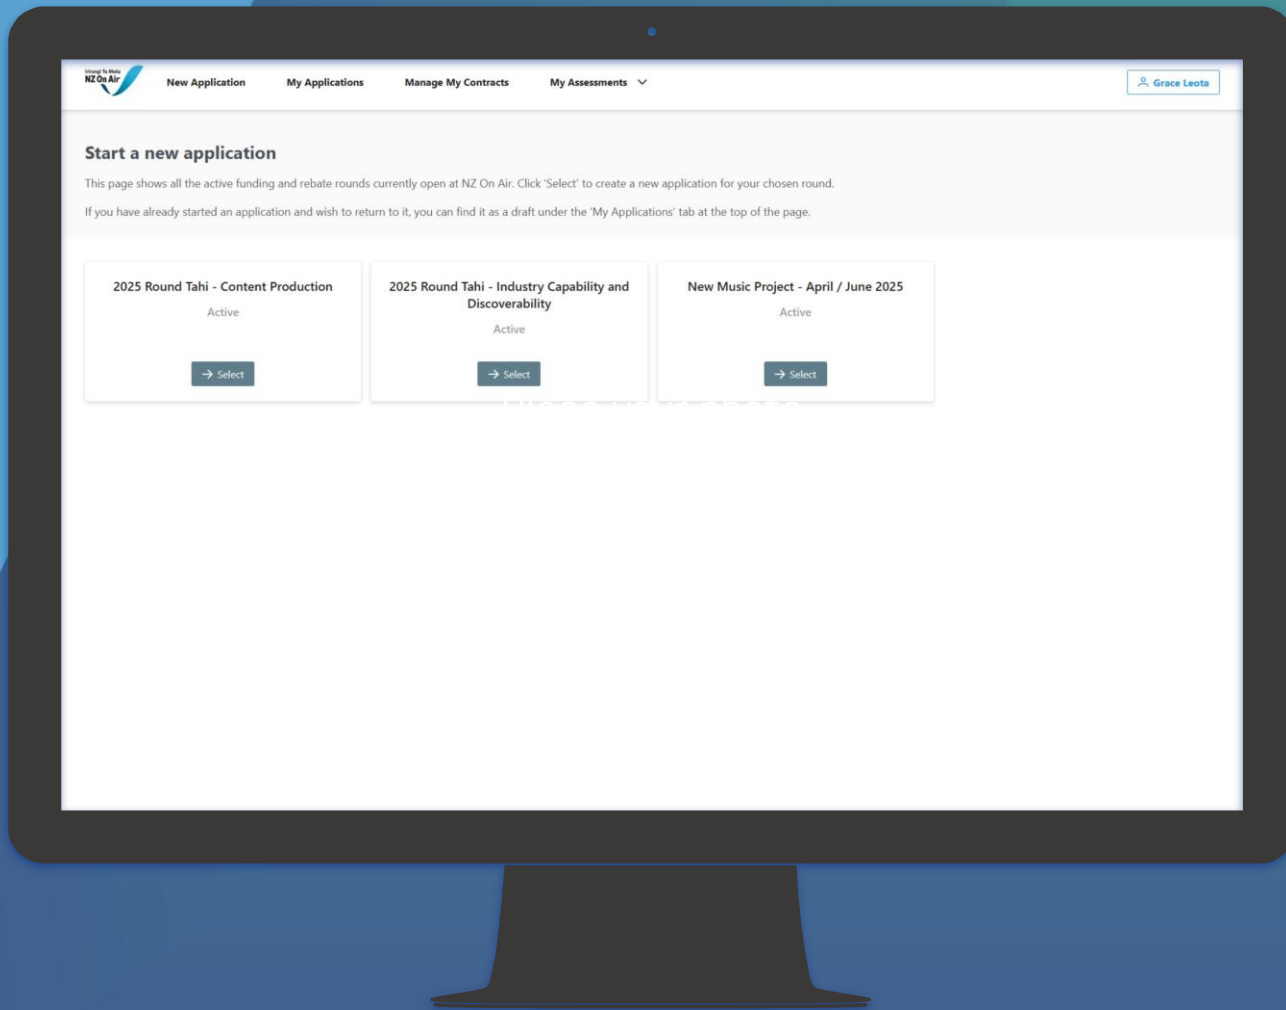 Irirangi Te Motu
NZ On Air
New Application
My Applications
Manage My Contracts
My Assessments
Grace Leota
Start a new application
This page shows all the active funding and rebate rounds currently open at NZ On Air. Click 'Select' to create a new application for your chosen round.
If you have already started an application and wish to return to it, you can find it as a draft under the 'My Applications' tab at the top of the page.
2025 Round Tahi - Content Production
Active
→ Select
2025 Round Tahi - Industry Capability and
Discoverability
Active
→ Select
New Music Project - April / June 2025
Active
→ Select